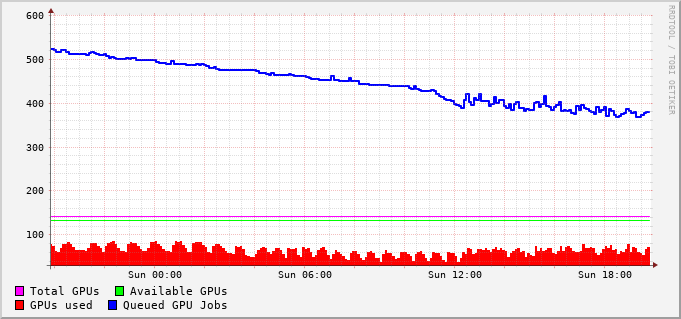 600
500
400
300
200
100
Sun 00:00 Sun 06:00 Sun 12:00 Sun 18:00
Total GPUs Available GPUs
GPUs used Queued GPU Jobs
RRDTOOL / TOBI OETIKER